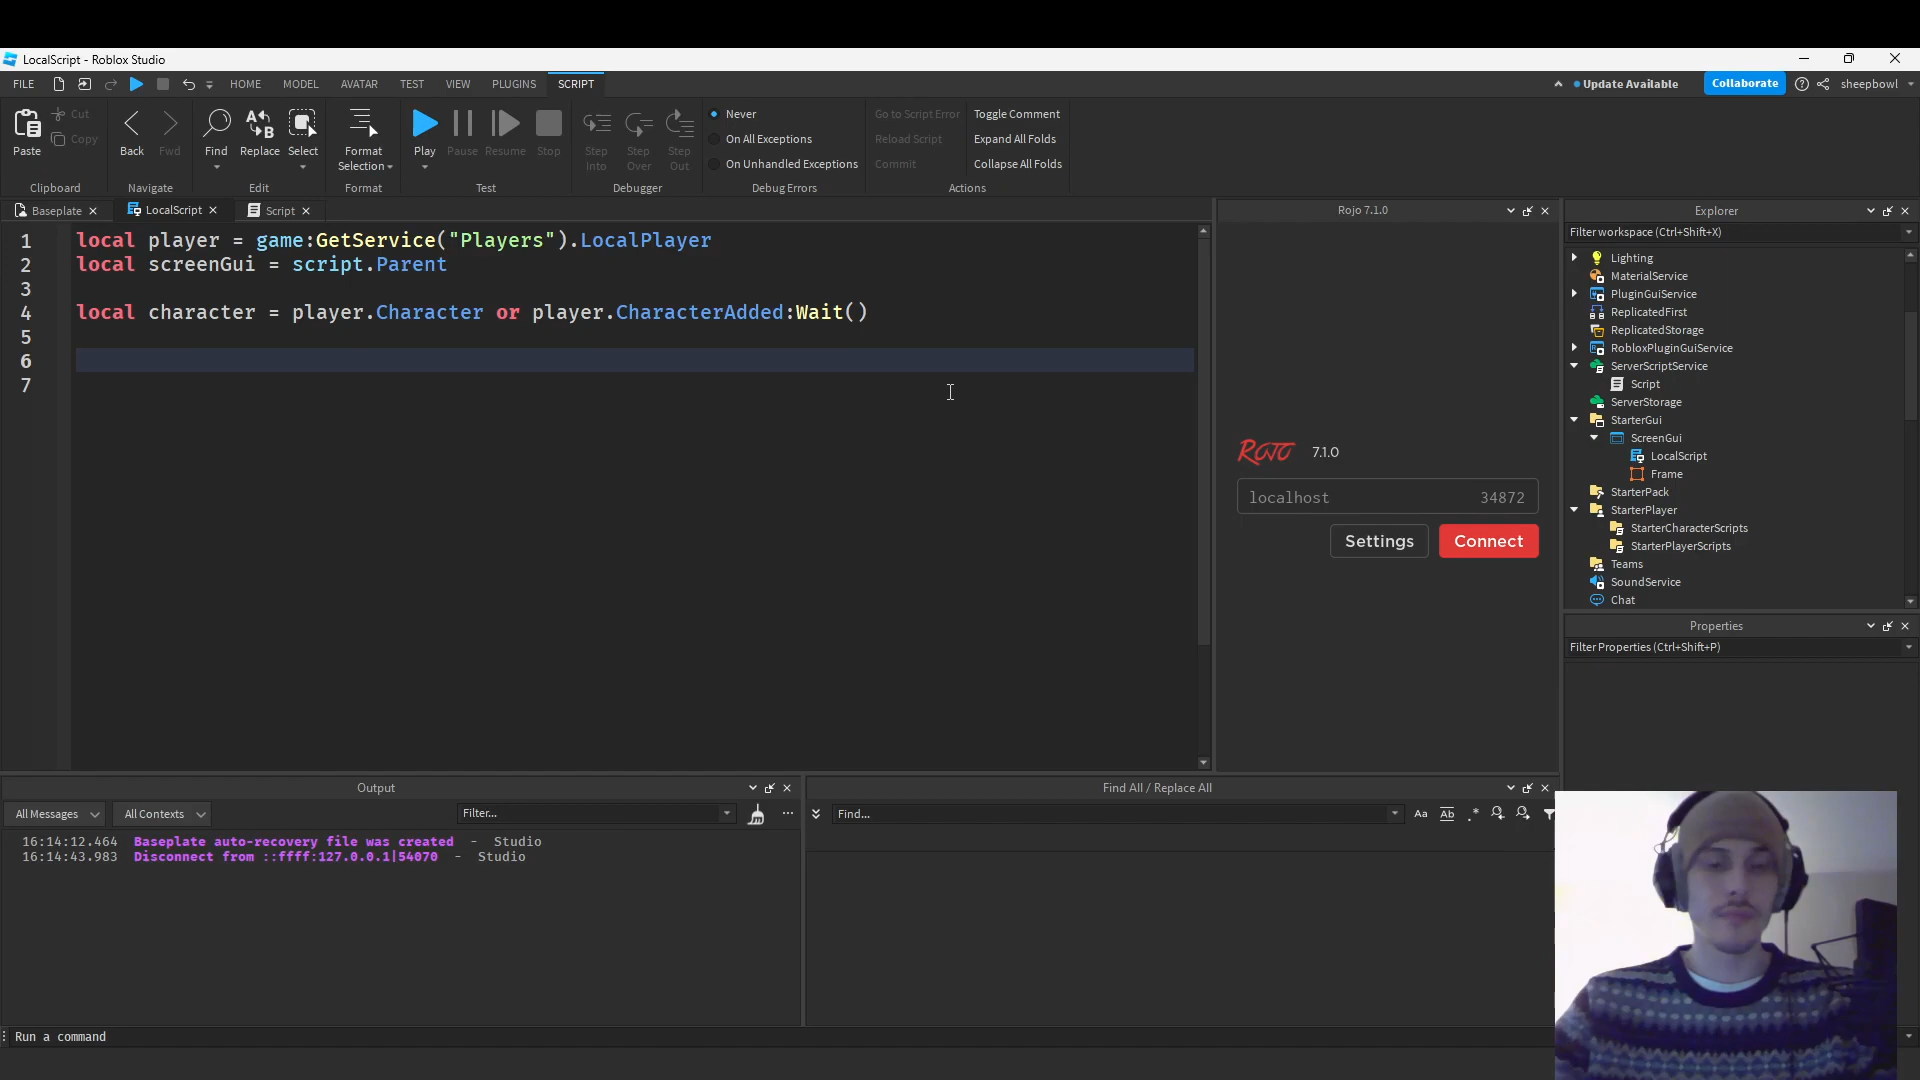 LocalScript - Roblox Studio
FILE HOME MODEL AVATAR TEST VIEW PLUGINS SCRIPT Update Available Collaborate sheepbowl
Paste Cut Copy
Clipboard
Back Fwd
Navigate
Find Replace Select
Edit
Format
Selection
Format
Play Pause Resume Stop
Test
Step Into Step Over Step Out
Debugger
Never
On All Exceptions
On Unhandled Exceptions
Debug Errors
Go to Script Error Toggle Comment
Reload Script Expand All Folds
Commit Collapse All Folds
Actions
Baseplate LocalScript Script
1 local player = game:GetService("Players").LocalPlayer
2 local screenGui = script.Parent
3
4 local character = player.Character or player.CharacterAdded:Wait()
5
6
7
Rojo 7.1.0
ROJO 7.1.0
localhost 34872
Settings Connect
Explorer
Filter workspace (Ctrl+Shift+X)
Lighting
MaterialService
PluginGuiService
ReplicatedFirst
ReplicatedStorage
RobloxPluginGuiService
ServerScriptService
Script
ServerStorage
StarterGui
ScreenGui
LocalScript
Frame
StarterPack
StarterPlayer
StarterCharacterScripts
StarterPlayerScripts
Teams
SoundService
Chat
Properties
Filter Properties (Ctrl+Shift+P)
Output
All Messages All Contexts Filter...
16:14:12.464 Baseplate auto-recovery file was created - Studio
16:14:43.983 Disconnect from ::ffff:127.0.0.1|54070 - Studio
Find All / Replace All
Find... Aa Ab .*
Run a command